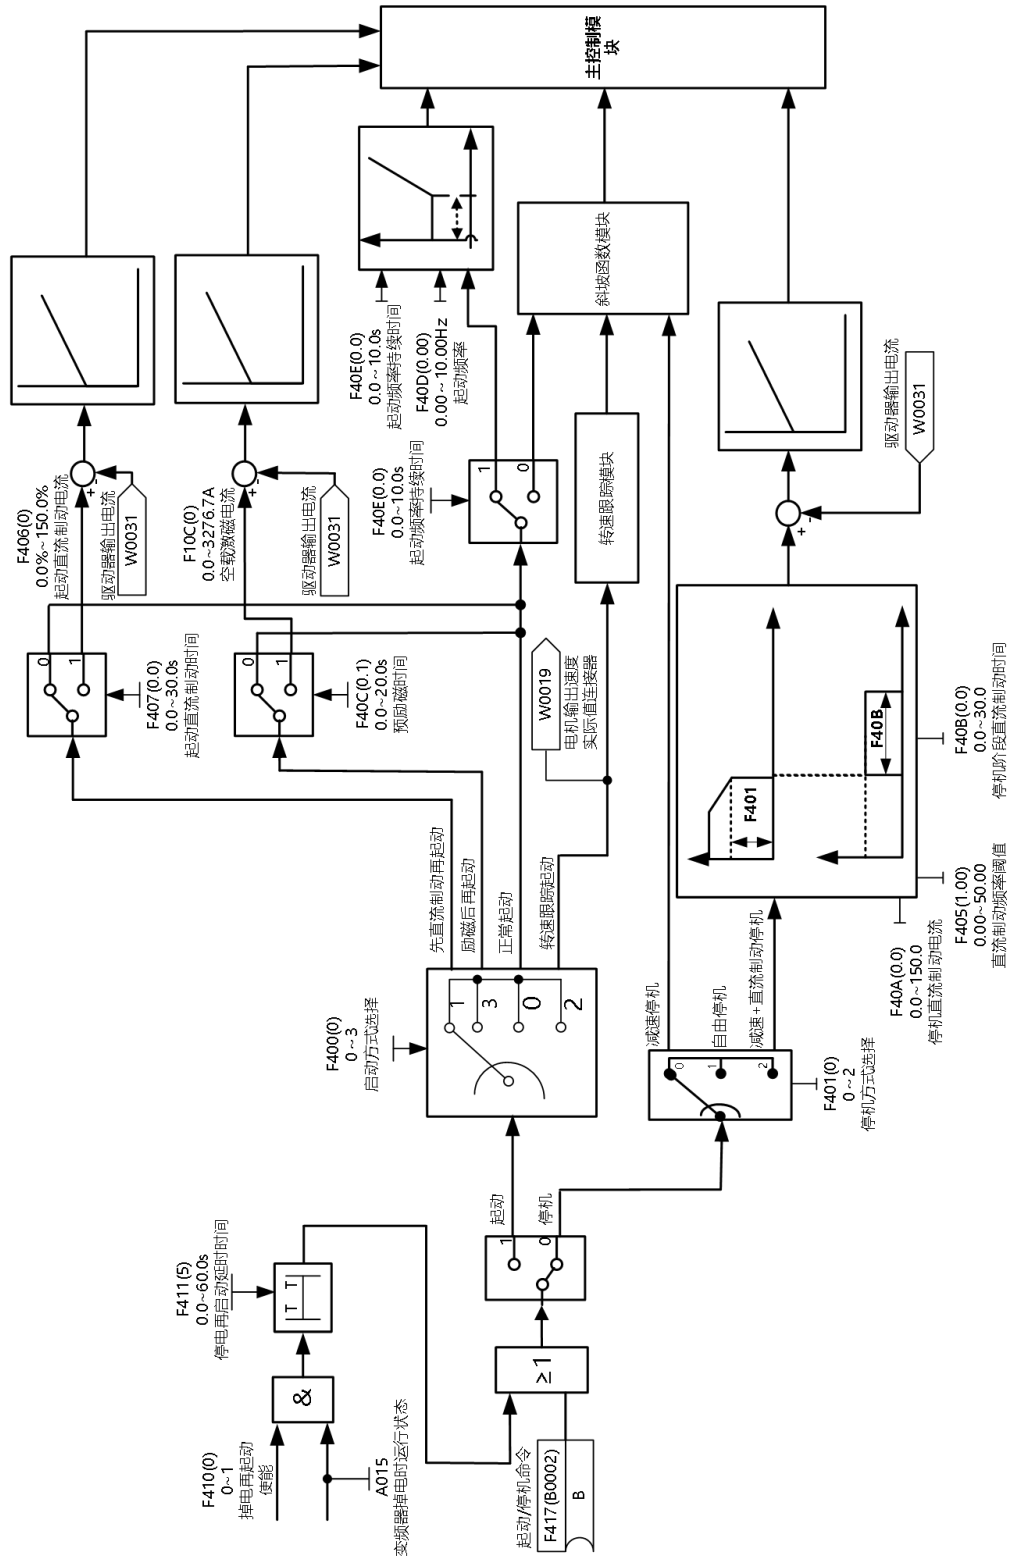 F410(0)
0~1
掉电再起动
使能
A015
变频器掉电时运行状态
&
F411(5)
0.0~60.0s
停电再启动延时时间
T T
起动/停机命令
F417(B0002)
B
≥1
1
0
起动
停机
F400(0)
0~3
启动方式选择
1
3
0
2
先直流制动再起动
励磁后再起动
正常起动
转速跟踪起动
F401(0)
0~2
停机方式选择
0
1
2
减速停机
自由停机
减速+直流制动停机
F407(0.0)
0.0~30.0s
起动直流制动时间
0
1
F40C(0.1)
0.0~20.0s
预励磁时间
0
1
W0019
电机输出速度
实际值连接器
F401
F40B
F40A(0.0)
0.0~150.0
停机直流制动电流
F405(1.00)
0.00~50.00
直流制动频率阈值
F40B(0.0)
0.0~30.0
停机阶段直流制动时间
F406(0)
0.0%~150.0%
起动直流制动电流
驱动器输出电流
W0031
+
-
F10C(0)
0.0~3276.7A
空载激磁电流
驱动器输出电流
W0031
+
-
F40E(0.0)
0.0~10.0s
起动频率持续时间
1
0
转速跟踪模块
F40E(0.0)
0.0~10.0s
起动频率持续时间
F40D(0.00)
0.00~10.00Hz
起动频率
斜坡函数模块
+
-
驱动器输出电流
W0031
主控制模
块